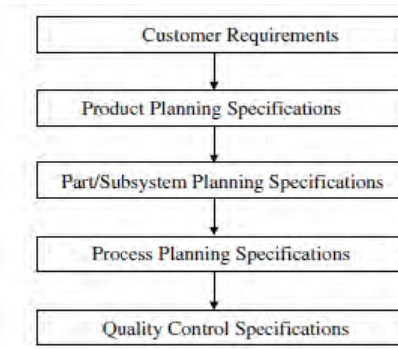 Customer Requirements
Product Planning Specifications
Part/Subsystem Planning Specifications
Process Planning Specifications
Quality Control Specifications